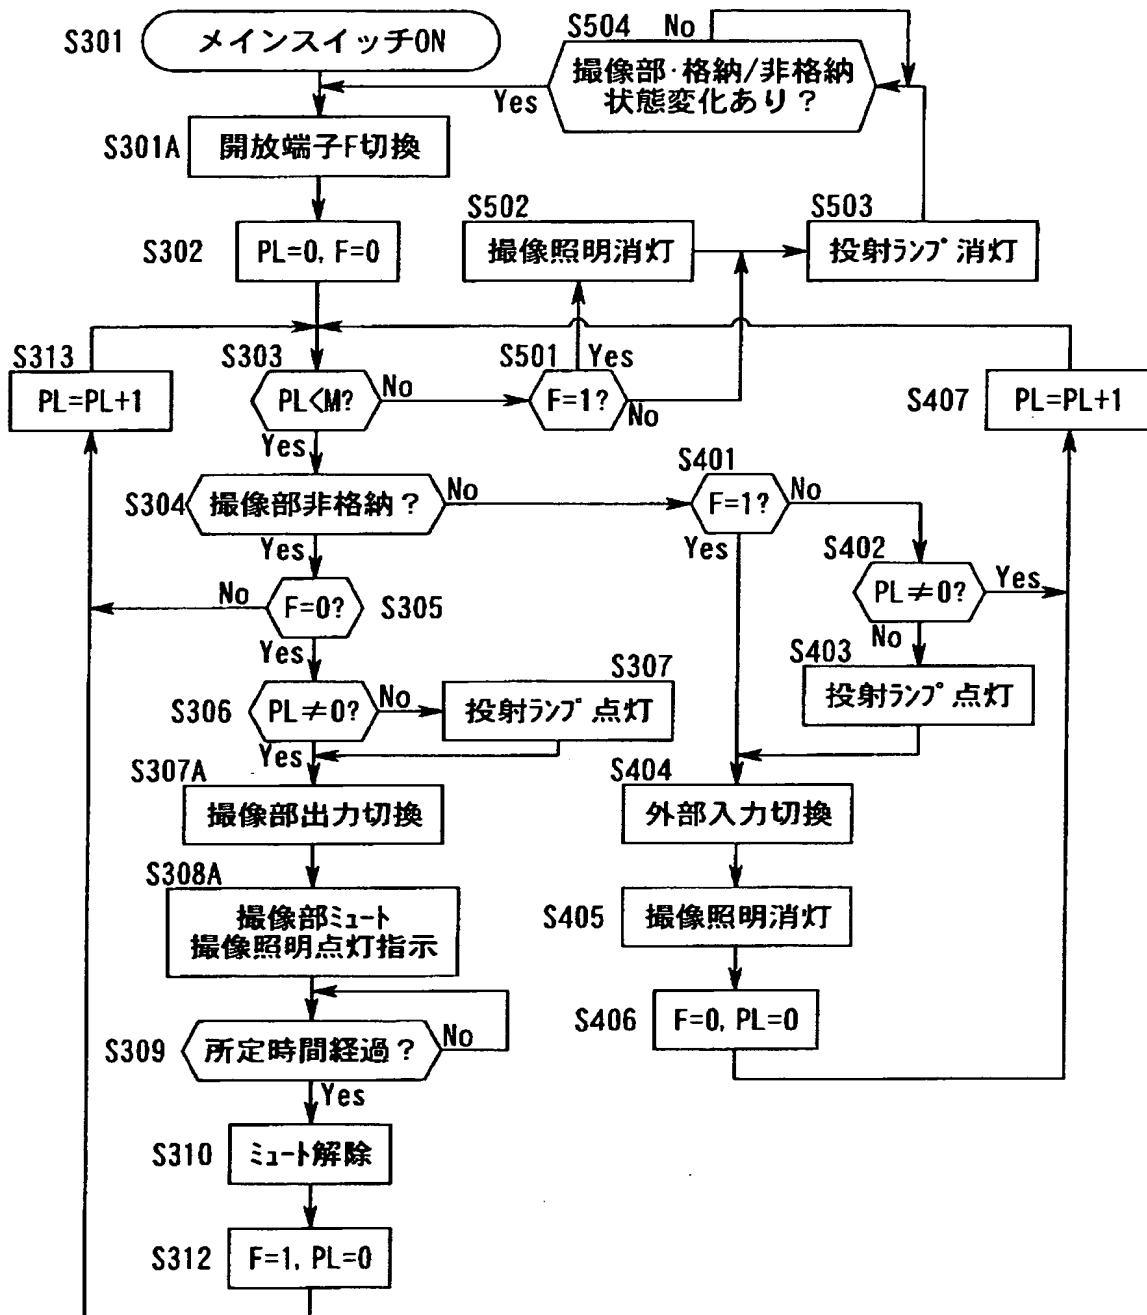 S301
メインスイッチON
S504
No
撮像部·格納/非格納
状態変化あり?
Yes
S301A
開放端子F切換
S302
PL=0, F=0
S502
撮像照明消灯
S503
投射ランプ消灯
S313
PL=PL+1
S303
PL<M?
No
Yes
S501
Yes
F=1?
No
S407
PL=PL+1
S304
撮像部非格納?
No
Yes
S401
F=1?
No
Yes
S402
PL≠0?
Yes
No
S305
F=0?
No
Yes
S403
投射ランプ点灯
S306
PL≠0?
No
Yes
S307
投射ランプ点灯
S307A
撮像部出力切換
S404
外部入力切換
S308A
撮像部ミュート
撮像照明点灯指示
S405
撮像照明消灯
S309
所定時間経過?
No
Yes
S406
F=0, PL=0
S310
ミュート解除
S312
F=1, PL=0